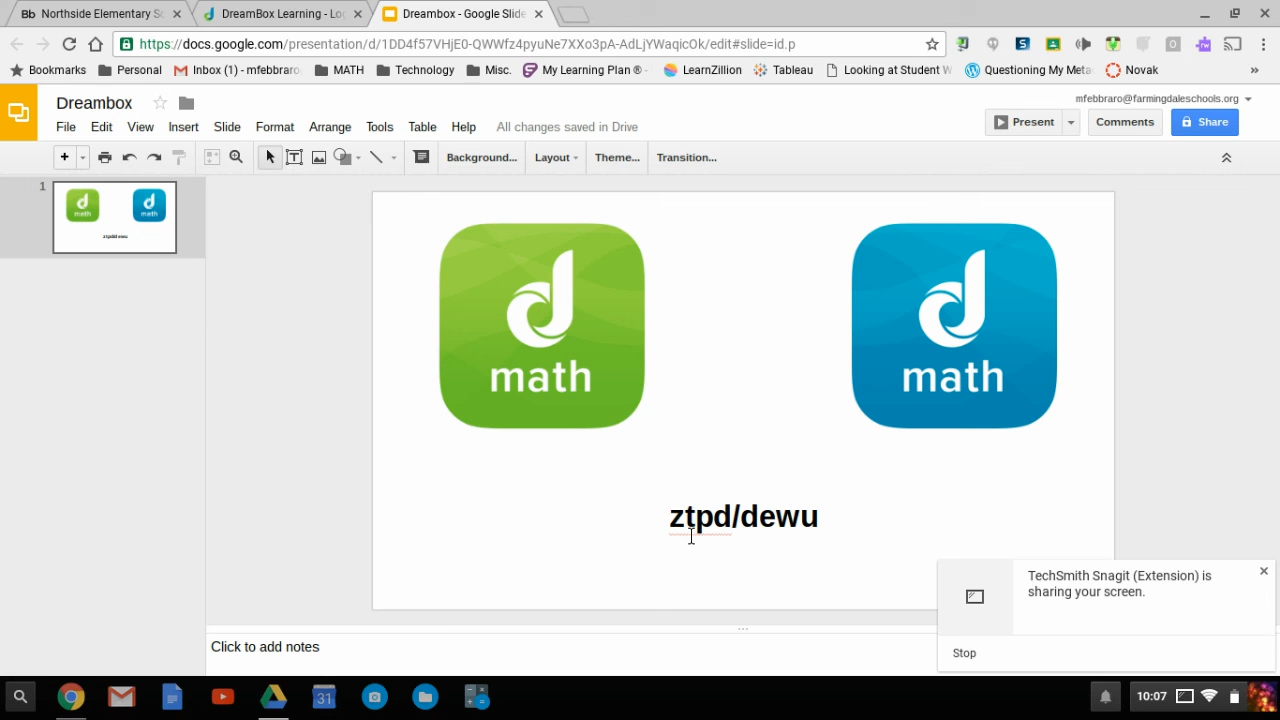 Bb Northside Elementary Sc
DreamBox Learning - Log
Dreambox - Google Slide
https://docs.google.com/presentation/d/1DD4f57VHjE0-QWWfz4pyuNe7XXo3pA-AdLjYWaqicOk/edit#slide=id.p
Bookmarks Personal Inbox (1) - mfebbraro MATH Technology Misc. My Learning Plan ® - LearnZillion Tableau Looking at Student W Questioning My Meta Novak »
Dreambox
mfebbraro@farmingdaleschools.org
File Edit View Insert Slide Format Arrange Tools Table Help All changes saved in Drive
Present Comments Share
Background... Layout Theme... Transition...
1
d math
d math
ztpd/dewu
d math
d math
ztpd/dewu
TechSmith Snagit (Extension) is
sharing your screen.
Stop
Click to add notes
31
10:07